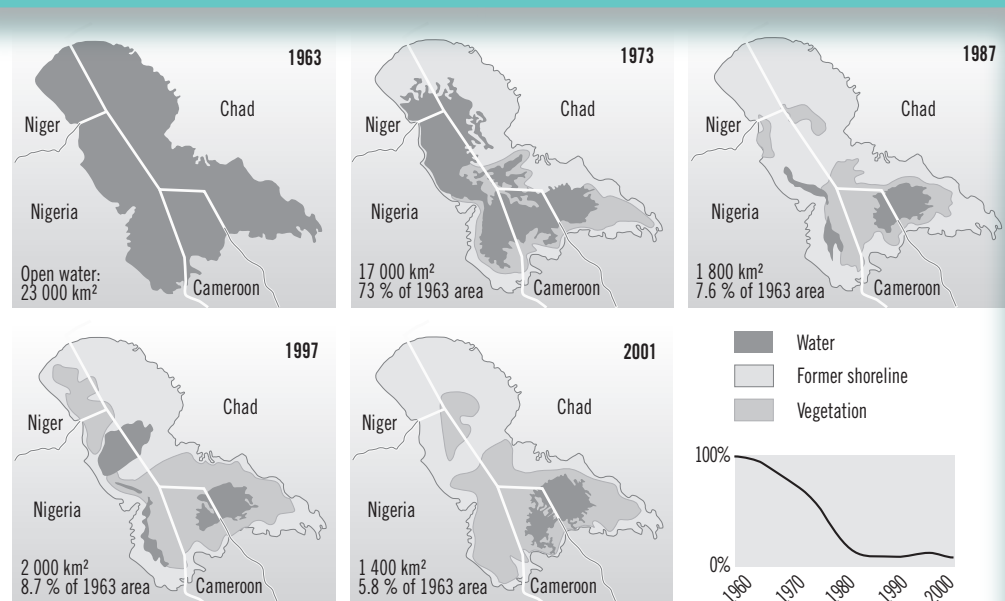 1963
Chad
Niger
Nigeria
Open water:
23 000 km²
Cameroon
1973
Chad
Niger
Nigeria
17 000 km²
73 % of 1963 area
Cameroon
1987
Chad
Niger
Nigeria
1 800 km²
7.6 % of 1963 area
Cameroon
1997
Chad
Niger
Nigeria
2 000 km²
8.7 % of 1963 area
Cameroon
2001
Chad
Niger
Nigeria
1 400 km²
5.8 % of 1963 area
Cameroon
Water
Former shoreline
Vegetation
100%
0%
1960
1970
1980
1990
2000